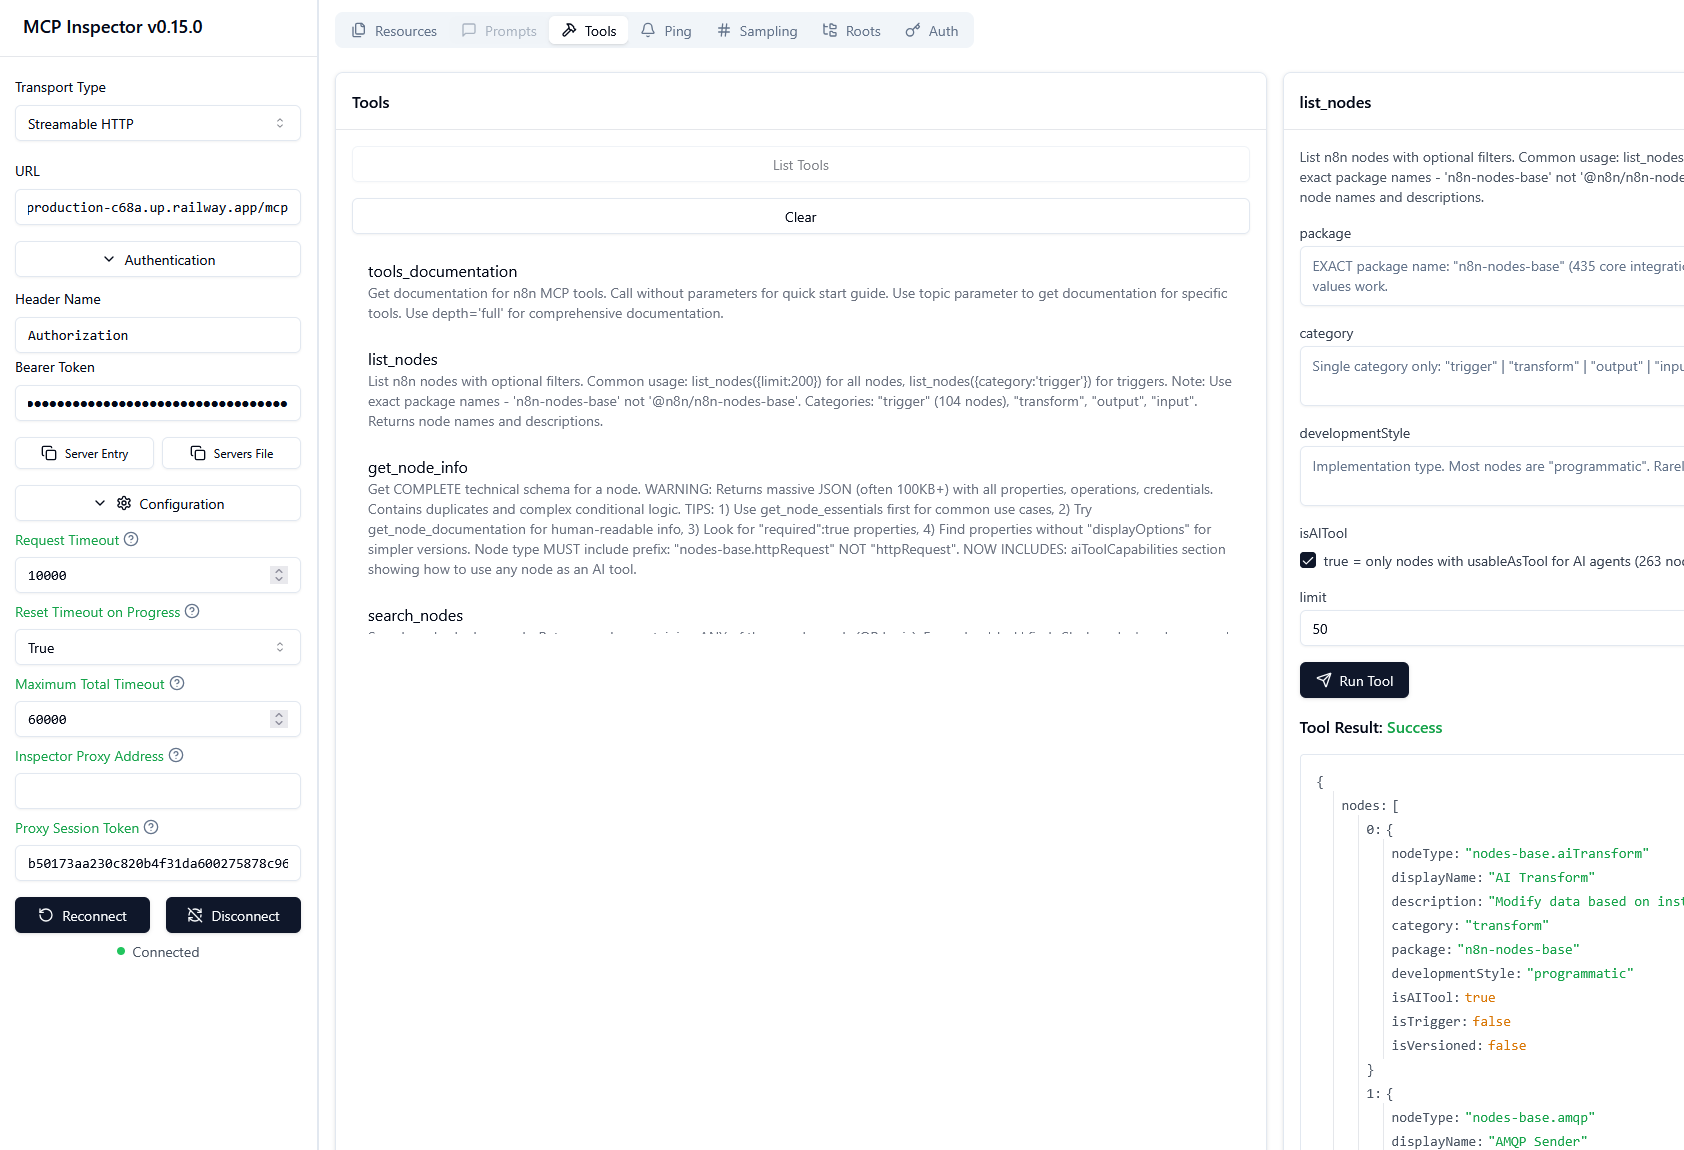 MCP Inspector v0.15.0
Transport Type
Streamable HTTP
URL
production-c68a.up.railway.app/mcp
Authentication
Header Name
Authorization
Bearer Token
••••••••••••••••••••••••••••••••••
Server Entry
Servers File
Configuration
Request Timeout
10000
Reset Timeout on Progress
True
Maximum Total Timeout
60000
Inspector Proxy Address
Proxy Session Token
b50173aa230c820b4f31da600275878c96
Reconnect
Disconnect
Connected
Resources
Prompts
Tools
Ping
Sampling
Roots
Auth
Tools
List Tools
Clear
tools_documentation
Get documentation for n8n MCP tools. Call without parameters for quick start guide. Use topic parameter to get documentation for specific
tools. Use depth='full' for comprehensive documentation.
list_nodes
List n8n nodes with optional filters. Common usage: list_nodes({limit:200}) for all nodes, list_nodes({category:'trigger'}) for triggers. Note: Use
exact package names - 'n8n-nodes-base' not '@n8n/n8n-nodes-base'. Categories: "trigger" (104 nodes), "transform", "output", "input".
Returns node names and descriptions.
get_node_info
Get COMPLETE technical schema for a node. WARNING: Returns massive JSON (often 100KB+) with all properties, operations, credentials.
Contains duplicates and complex conditional logic. TIPS: 1) Use get_node_essentials first for common use cases, 2) Try
get_node_documentation for human-readable info, 3) Look for "required":true properties, 4) Find properties without "displayOptions" for
simpler versions. Node type MUST include prefix: "nodes-base.httpRequest" NOT "httpRequest". NOW INCLUDES: aiToolCapabilities section
showing how to use any node as an AI tool.
search_nodes
list_nodes
List n8n nodes with optional filters. Common usage: list_nodes
exact package names - 'n8n-nodes-base' not '@n8n/n8n-node
node names and descriptions.
package
EXACT package name: "n8n-nodes-base" (435 core integrati
values work.
category
Single category only: "trigger" | "transform" | "output" | "inpu
developmentStyle
Implementation type. Most nodes are "programmatic". Rarel
isAITool
true = only nodes with usableAsTool for AI agents (263 no
limit
50
Run Tool
Tool Result: Success
{
nodes: [
0: {
nodeType: "nodes-base.aiTransform"
displayName: "AI Transform"
description: "Modify data based on inst
category: "transform"
package: "n8n-nodes-base"
developmentStyle: "programmatic"
isAITool: true
isTrigger: false
isVersioned: false
}
1: {
nodeType: "nodes-base.amqp"
displayName: "AMQP Sender"